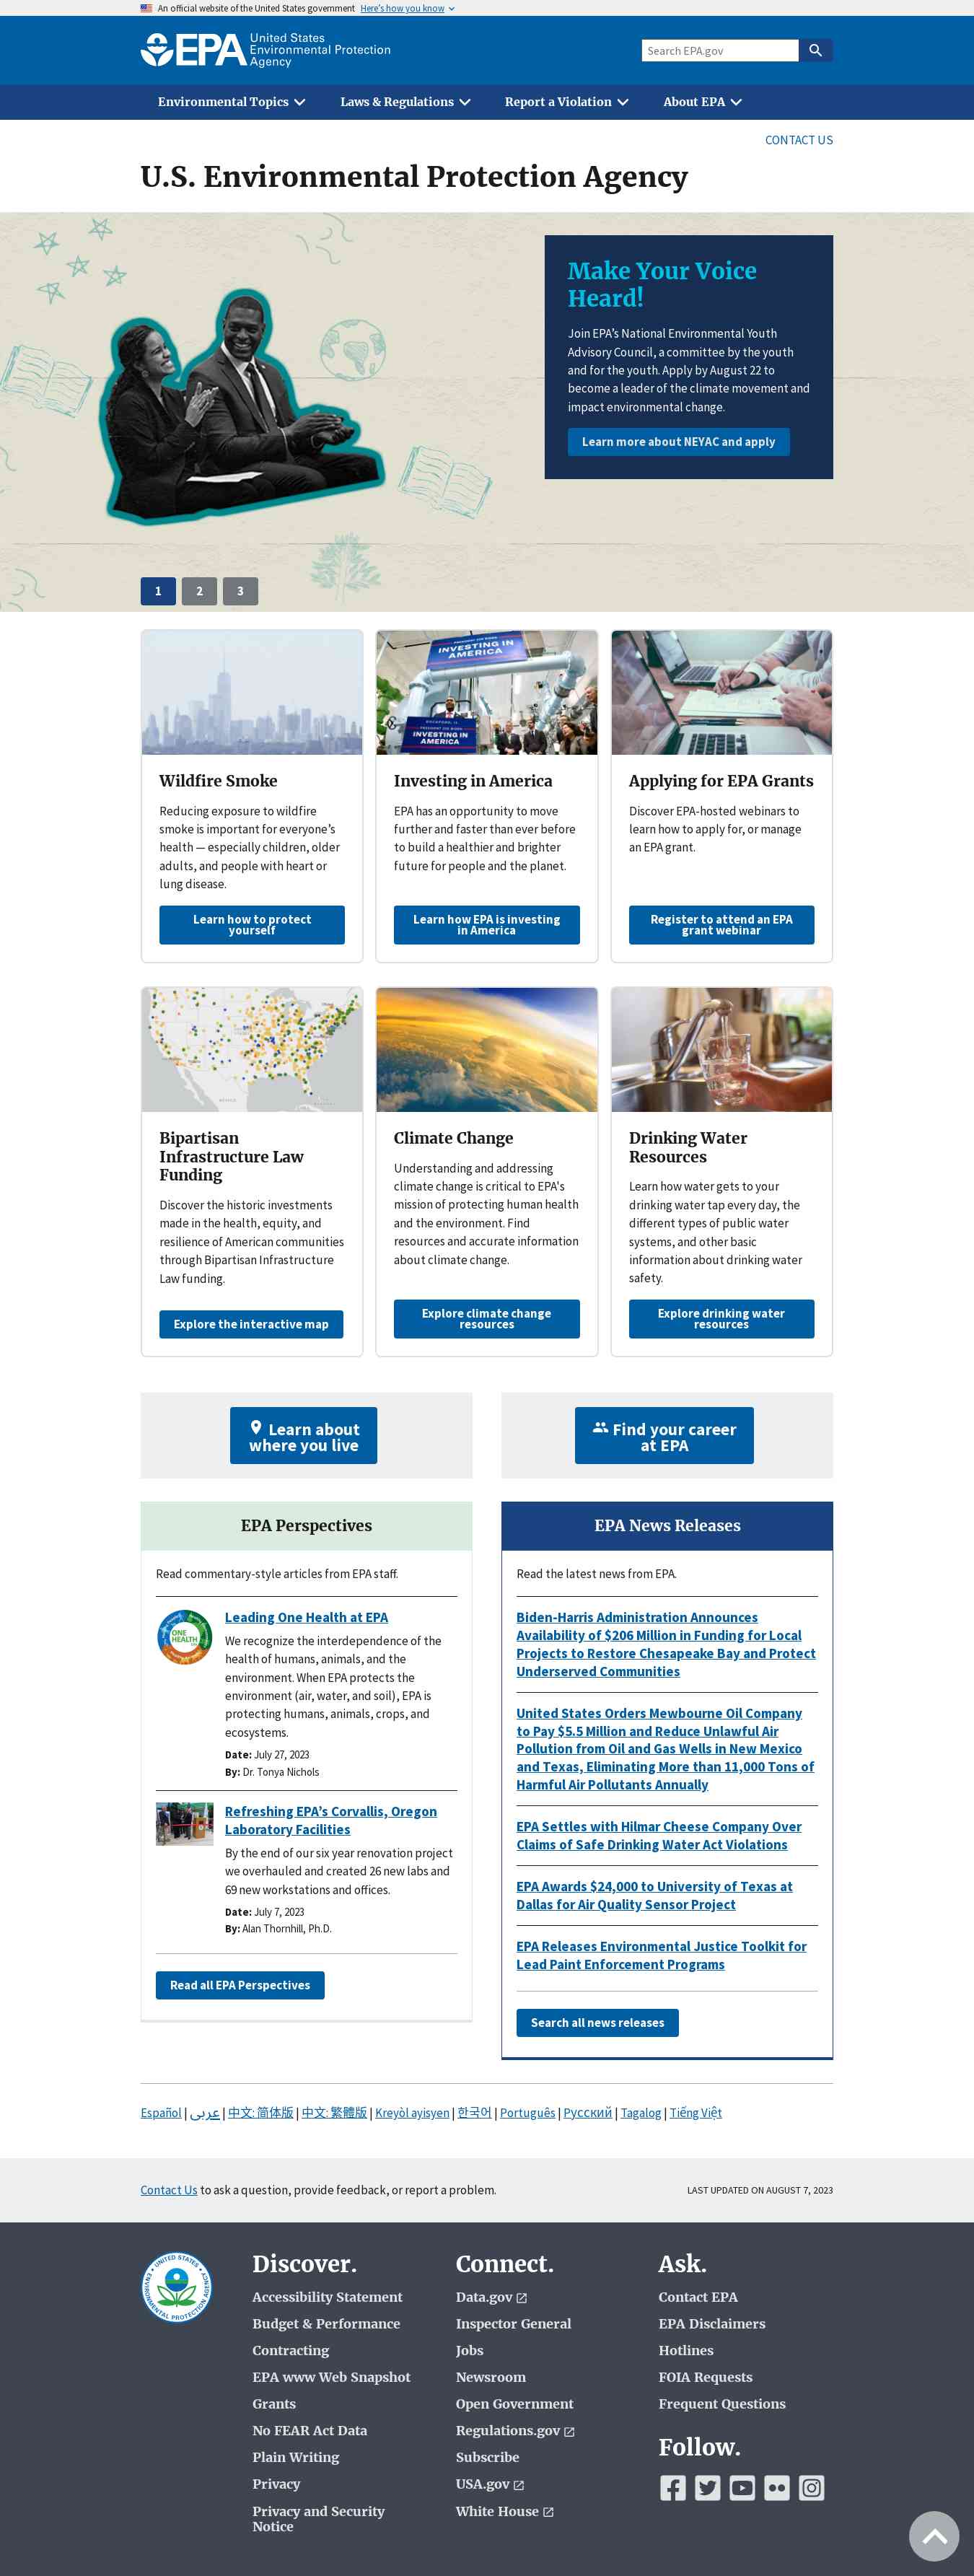 An official website of the United States government Here's how you know
EPA United States
Environmental Protection
Agency
Search EPA.gov
Environmental Topics Laws & Regulations Report a Violation About EPA
CONTACT US
U.S. Environmental Protection Agency
Make Your Voice
Heard!
Join EPA's National Environmental Youth
Advisory Council, a committee by the youth
and for the youth. Apply by August 22 to
become a leader of the climate movement and
impact environmental change.
Learn more about NEYAC and apply
1 2 3
INVESTING IN
AMERICA
INVESTING IN
AMERICA
Wildfire Smoke
Reducing exposure to wildfire
smoke is important for everyone's
health — especially children, older
adults, and people with heart or
lung disease.
Learn how to protect
yourself
Investing in America
EPA has an opportunity to move
further and faster than ever before
to build a healthier and brighter
future for people and the planet.
Learn how EPA is investing
in America
Applying for EPA Grants
Discover EPA-hosted webinars to
learn how to apply for, or manage
an EPA grant.
Register to attend an EPA
grant webinar
Bipartisan
Infrastructure Law
Funding
Discover the historic investments
made in the health, equity, and
resilience of American communities
through Bipartisan Infrastructure
Law funding.
Explore the interactive map
Climate Change
Understanding and addressing
climate change is critical to EPA's
mission of protecting human health
and the environment. Find
resources and accurate information
about climate change.
Explore climate change
resources
Drinking Water
Resources
Learn how water gets to your
drinking water tap every day, the
different types of public water
systems, and other basic
information about drinking water
safety.
Explore drinking water
resources
Learn about
where you live
Find your career
at EPA
EPA Perspectives
Read commentary-style articles from EPA staff.
ONE
HEALTH
Leading One Health at EPA
We recognize the interdependence of the
health of humans, animals, and the
environment. When EPA protects the
environment (air, water, and soil), EPA is
protecting humans, animals, crops, and
ecosystems.
Date: July 27, 2023
By: Dr. Tonya Nichols
Refreshing EPA's Corvallis, Oregon
Laboratory Facilities
By the end of our six year renovation project
we overhauled and created 26 new labs and
69 new workstations and offices.
Date: July 7, 2023
By: Alan Thornhill, Ph.D.
Read all EPA Perspectives
EPA News Releases
Read the latest news from EPA.
Biden-Harris Administration Announces
Availability of $206 Million in Funding for Local
Projects to Restore Chesapeake Bay and Protect
Underserved Communities
United States Orders Mewbourne Oil Company
to Pay $5.5 Million and Reduce Unlawful Air
Pollution from Oil and Gas Wells in New Mexico
and Texas, Eliminating More than 11,000 Tons of
Harmful Air Pollutants Annually
EPA Settles with Hilmar Cheese Company Over
Claims of Safe Drinking Water Act Violations
EPA Awards $24,000 to University of Texas at
Dallas for Air Quality Sensor Project
EPA Releases Environmental Justice Toolkit for
Lead Paint Enforcement Programs
Search all news releases
Español | عربى | 中文: 简体版 | 中文: 繁體版 | Kreyòl ayisyen | 한국어 | Português | Русский | Tagalog | Tiếng Việt
Contact Us to ask a question, provide feedback, or report a problem.
LAST UPDATED ON AUGUST 7, 2023
UNITED STATES
ENVIRONMENTAL PROTECTION AGENCY
Discover.
Accessibility Statement
Budget & Performance
Contracting
EPA www Web Snapshot
Grants
No FEAR Act Data
Plain Writing
Privacy
Privacy and Security
Notice
Connect.
Data.gov
Inspector General
Jobs
Newsroom
Open Government
Regulations.gov
Subscribe
USA.gov
White House
Ask.
Contact EPA
EPA Disclaimers
Hotlines
FOIA Requests
Frequent Questions
Follow.